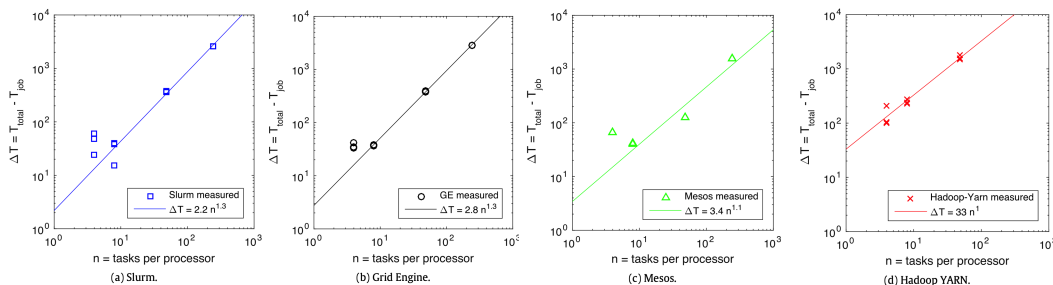 10^4
10^3
10^2
10^1
10^0
ΔT = T_total - T_job
10^0 10^1 10^2 10^3
n = tasks per processor
Slurm measured
ΔT = 2.2 n^1.3
(a) Slurm.
10^4
10^3
10^2
10^1
10^0
ΔT = T_total - T_job
10^0 10^1 10^2 10^3
n = tasks per processor
GE measured
ΔT = 2.8 n^1.3
(b) Grid Engine.
10^4
10^3
10^2
10^1
10^0
ΔT = T_total - T_job
10^0 10^1 10^2 10^3
n = tasks per processor
Mesos measured
ΔT = 3.4 n^1.1
(c) Mesos.
10^4
10^3
10^2
10^1
10^0
ΔT = T_total - T_job
10^0 10^1 10^2 10^3
n = tasks per processor
Hadoop-Yarn measured
ΔT = 33 n^1
(d) Hadoop YARN.